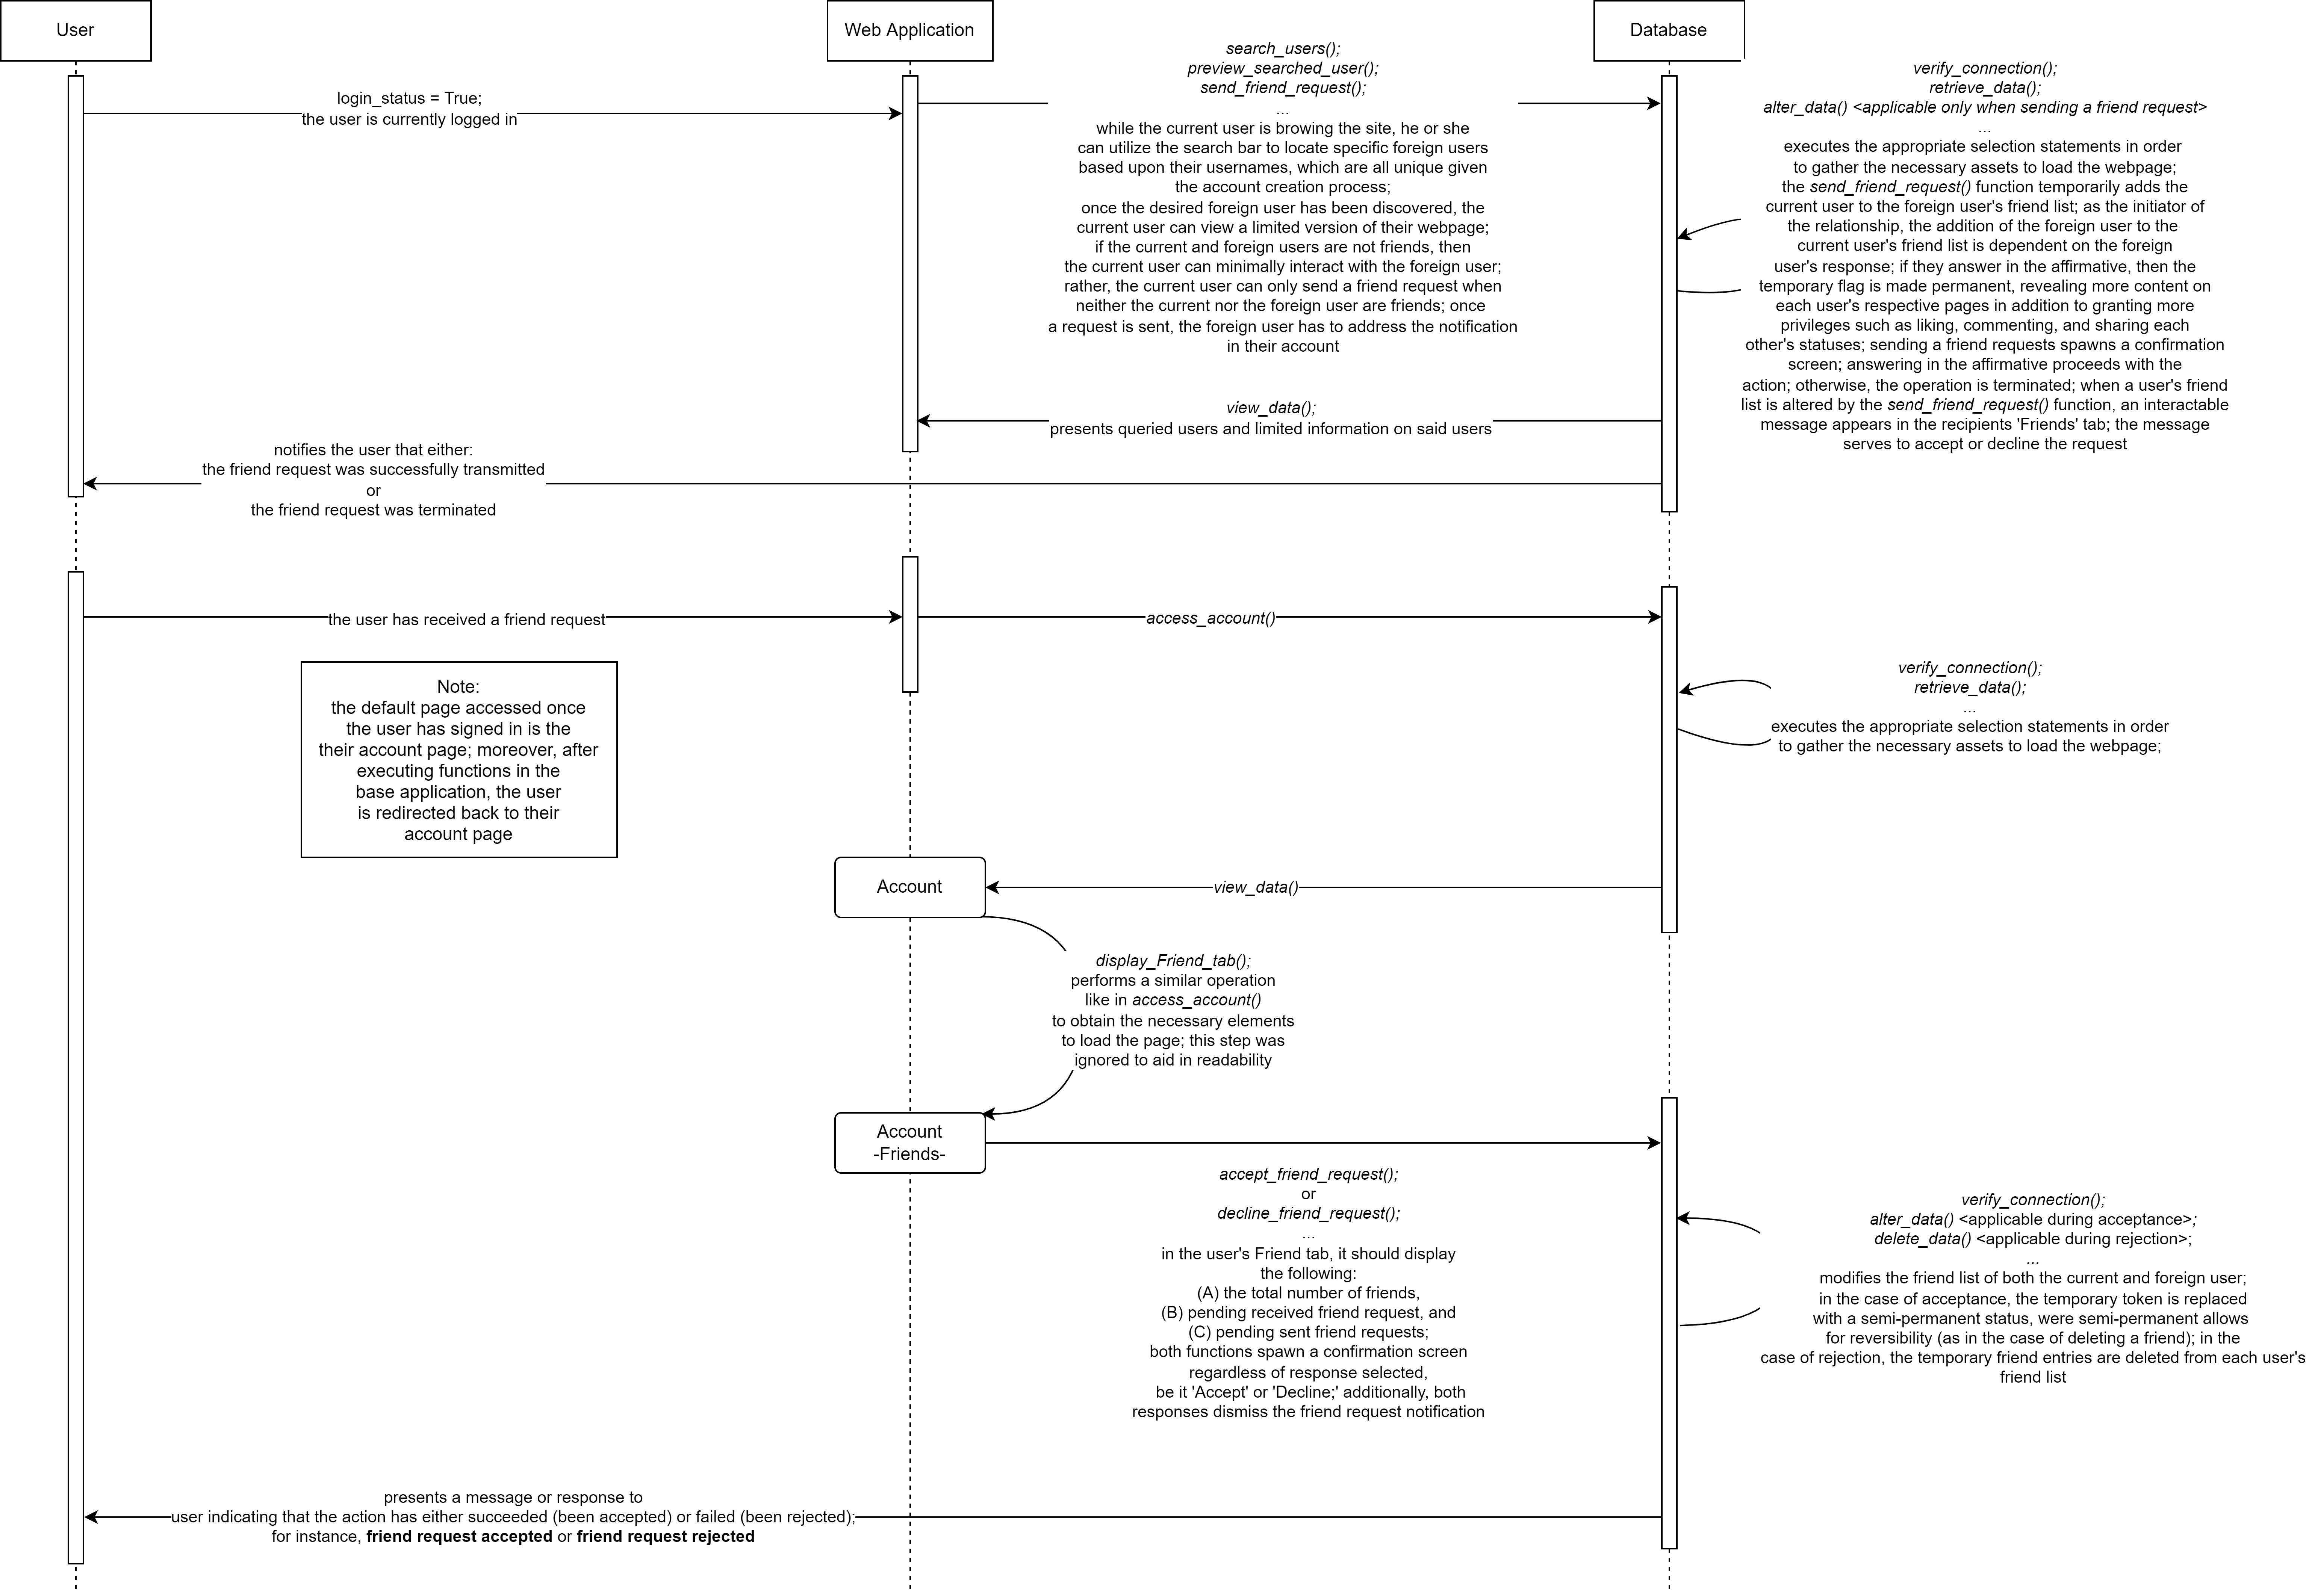 User
Web Application
Database
login_status = True;
the user is currently logged in
search_users();
preview_searched_user();
send_friend_request();
...
while the current user is browing the site, he or she
can utilize the search bar to locate specific foreign users
based upon their usernames, which are all unique given
the account creation process;
once the desired foreign user has been discovered, the
current user can view a limited version of their webpage;
if the current and foreign users are not friends, then
the current user can minimally interact with the foreign user;
rather, the current user can only send a friend request when
neither the current nor the foreign user are friends; once
a request is sent, the foreign user has to address the notification
in their account
verify_connection();
retrieve_data();
alter_data() <applicable only when sending a friend request>
...
executes the appropriate selection statements in order
to gather the necessary assets to load the webpage;
the send_friend_request() function temporarily adds the
current user to the foreign user's friend list; as the initiator of
the relationship, the addition of the foreign user to the
current user's friend list is dependent on the foreign
user's response; if they answer in the affirmative, then the
temporary flag is made permanent, revealing more content on
each user's respective pages in addition to granting more
privileges such as liking, commenting, and sharing each
other's statuses; sending a friend requests spawns a confirmation
screen; answering in the affirmative proceeds with the
action; otherwise, the operation is terminated; when a user's friend
list is altered by the send_friend_request() function, an interactable
message appears in the recipients 'Friends' tab; the message
serves to accept or decline the request
view_data();
presents queried users and limited information on said users
notifies the user that either:
the friend request was successfully transmitted
or
the friend request was terminated
the user has received a friend request
access_account()
Note:
the default page accessed once
the user has signed in is the
their account page; moreover, after
executing functions in the
base application, the user
is redirected back to their
account page
verify_connection();
retrieve_data();
...
executes the appropriate selection statements in order
to gather the necessary assets to load the webpage;
Account
view_data()
display_Friend_tab();
performs a similar operation
like in access_account()
to obtain the necessary elements
to load the page; this step was
ignored to aid in readability
Account
-Friends-
accept_friend_request();
or
decline_friend_request();
...
in the user's Friend tab, it should display
the following:
(A) the total number of friends,
(B) pending received friend request, and
(C) pending sent friend requests;
both functions spawn a confirmation screen
regardless of response selected,
be it 'Accept' or 'Decline;' additionally, both
responses dismiss the friend request notification
verify_connection();
alter_data() <applicable during acceptance>;
delete_data() <applicable during rejection>;
...
modifies the friend list of both the current and foreign user;
in the case of acceptance, the temporary token is replaced
with a semi-permanent status, were semi-permanent allows
for reversibility (as in the case of deleting a friend); in the
case of rejection, the temporary friend entries are deleted from each user's
friend list
presents a message or response to
user indicating that the action has either succeeded (been accepted) or failed (been rejected);
for instance, friend request accepted or friend request rejected